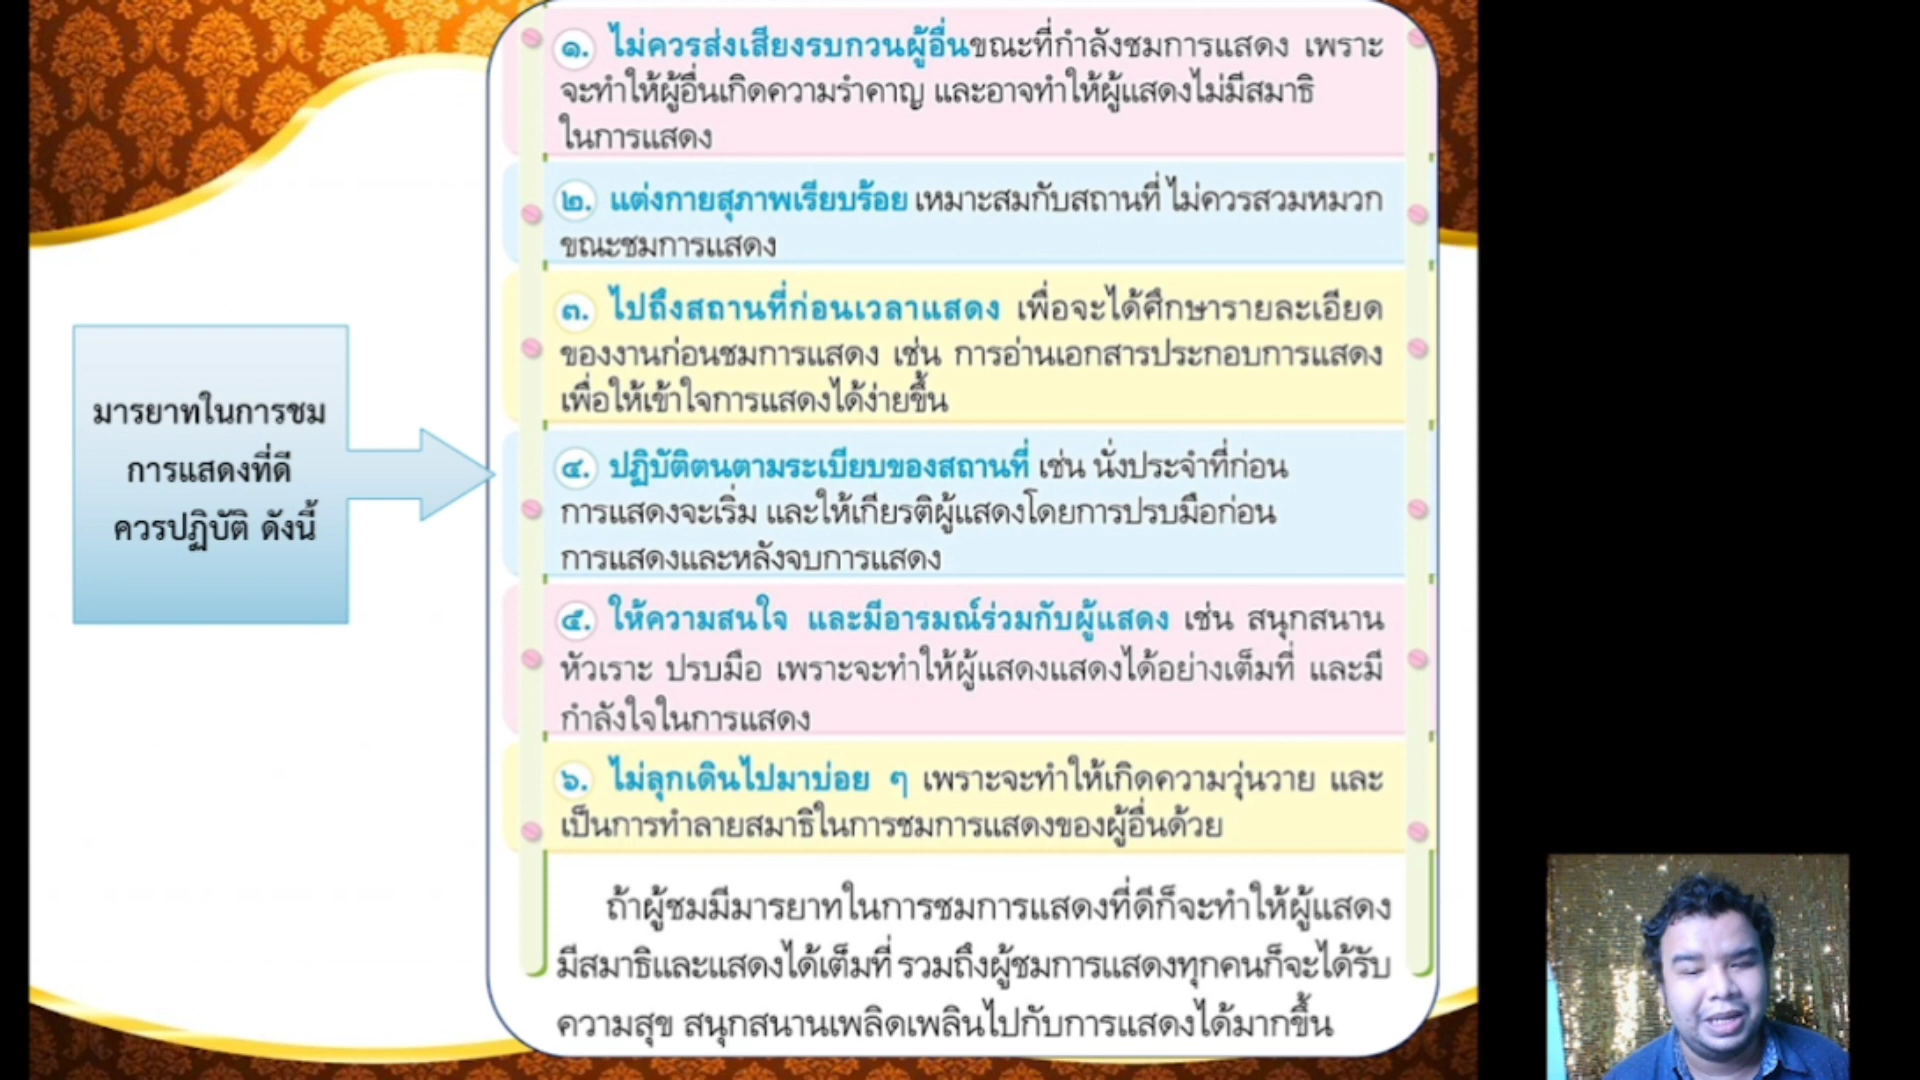 มารยาทในการชม
การแสดงที่ดี
ควรปฏิบัติ ดังนี้
๑. ไม่ควรส่งเสียงรบกวนผู้อื่นขณะที่กำลังชมการแสดง เพราะ
จะทำให้ผู้อื่นเกิดความรำคาญ และอาจทำให้ผู้แสดงไม่มีสมาธิ
ในการแสดง
๒. แต่งกายสุภาพเรียบร้อย เหมาะสมกับสถานที่ ไม่ควรสวมหมวก
ขณะชมการแสดง
๓. ไปถึงสถานที่ก่อนเวลาแสดง เพื่อจะได้ศึกษารายละเอียด
ของงานก่อนชมการแสดง เช่น การอ่านเอกสารประกอบการแสดง
เพื่อให้เข้าใจการแสดงได้ง่ายขึ้น
๔. ปฏิบัติตนตามระเบียบของสถานที่ เช่น นั่งประจำที่ก่อน
การแสดงจะเริ่ม และให้เกียรติผู้แสดงโดยการปรบมือก่อน
การแสดงและหลังจบการแสดง
๕. ให้ความสนใจ และมีอารมณ์ร่วมกับผู้แสดง เช่น สนุกสนาน
หัวเราะ ปรบมือ เพราะจะทำให้ผู้แสดงแสดงได้อย่างเต็มที่ และมี
กำลังใจในการแสดง
๖. ไม่ลุกเดินไปมาบ่อย ๆ เพราะจะทำให้เกิดความวุ่นวาย และ
เป็นการทำลายสมาธิในการชมการแสดงของผู้อื่นด้วย
ถ้าผู้ชมมีมารยาทในการชมการแสดงที่ดีก็จะทำให้ผู้แสดง
มีสมาธิและแสดงได้เต็มที่ รวมถึงผู้ชมการแสดงทุกคนก็จะได้รับ
ความสุข สนุกสนานเพลิดเพลินไปกับการแสดงได้มากขึ้น